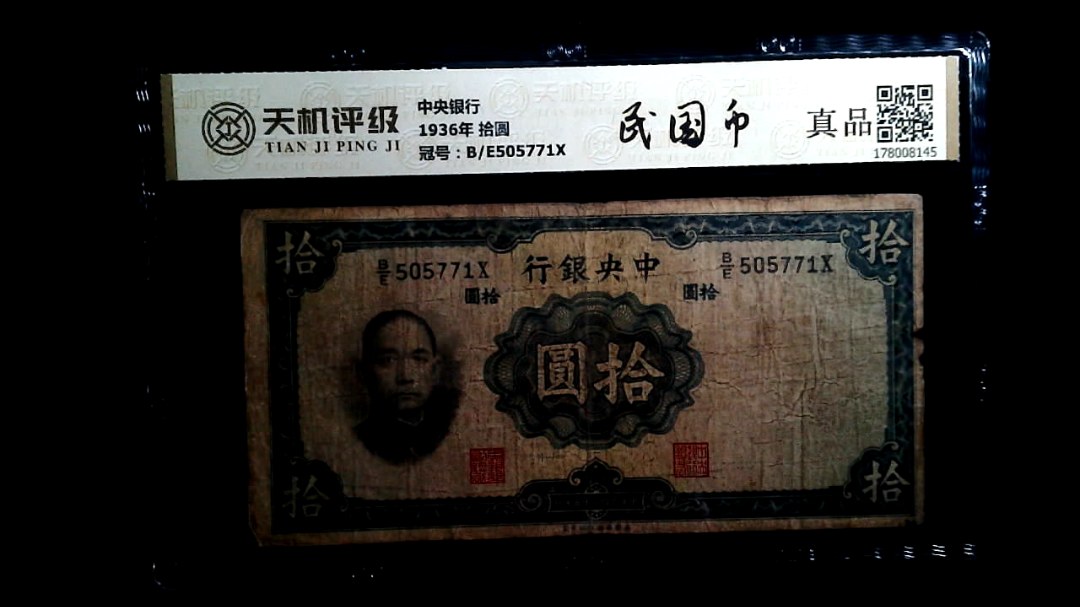 天机评级
TIAN JI PING JI
中央银行
1936年 拾圆
冠号：B/E505771X
民国币
真品
178008145
拾
拾
B/E 505771X
行銀央中
B/E 505771X
圓拾
圓拾
圓拾
拾
拾